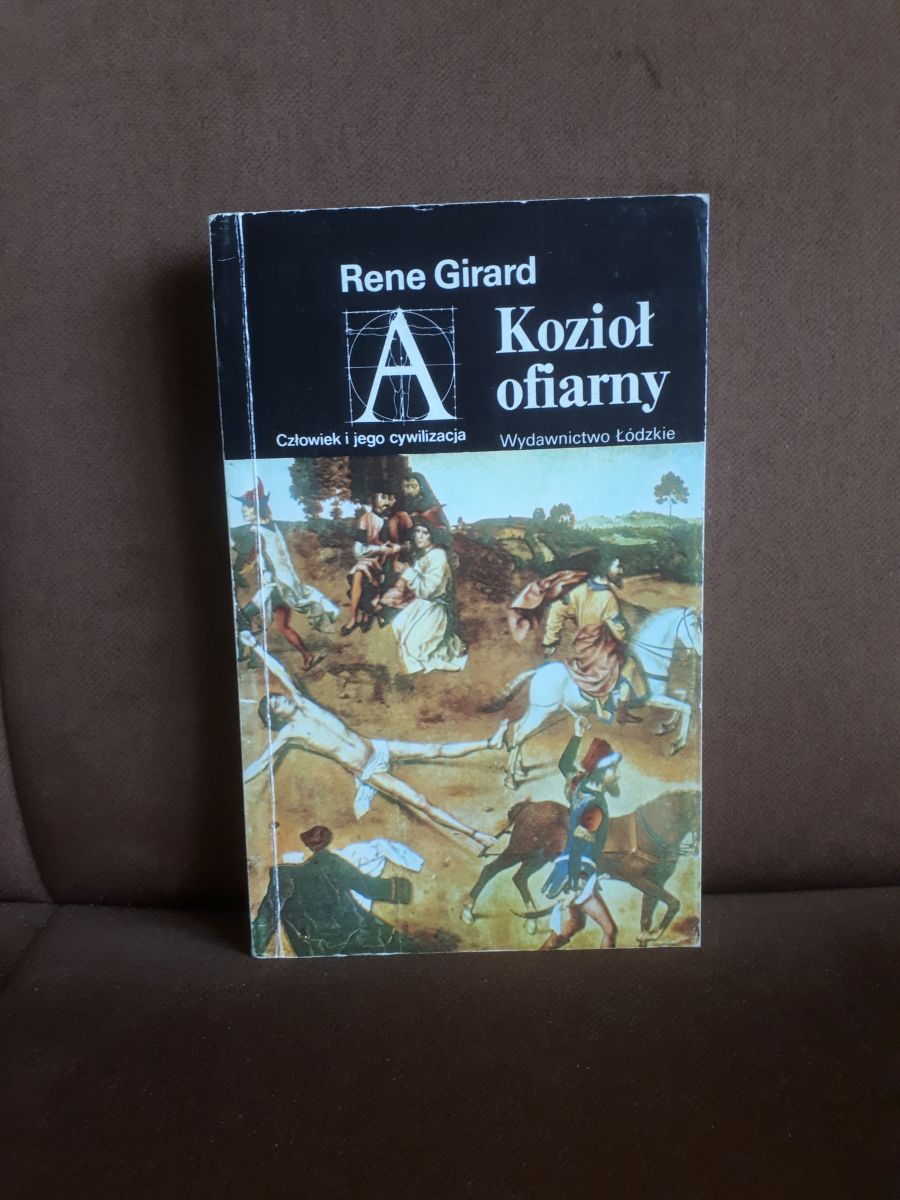 Rene Girard
A
Kozioł
ofiarny
Człowiek i jego cywilizacja
Wydawnictwo Łódzkie